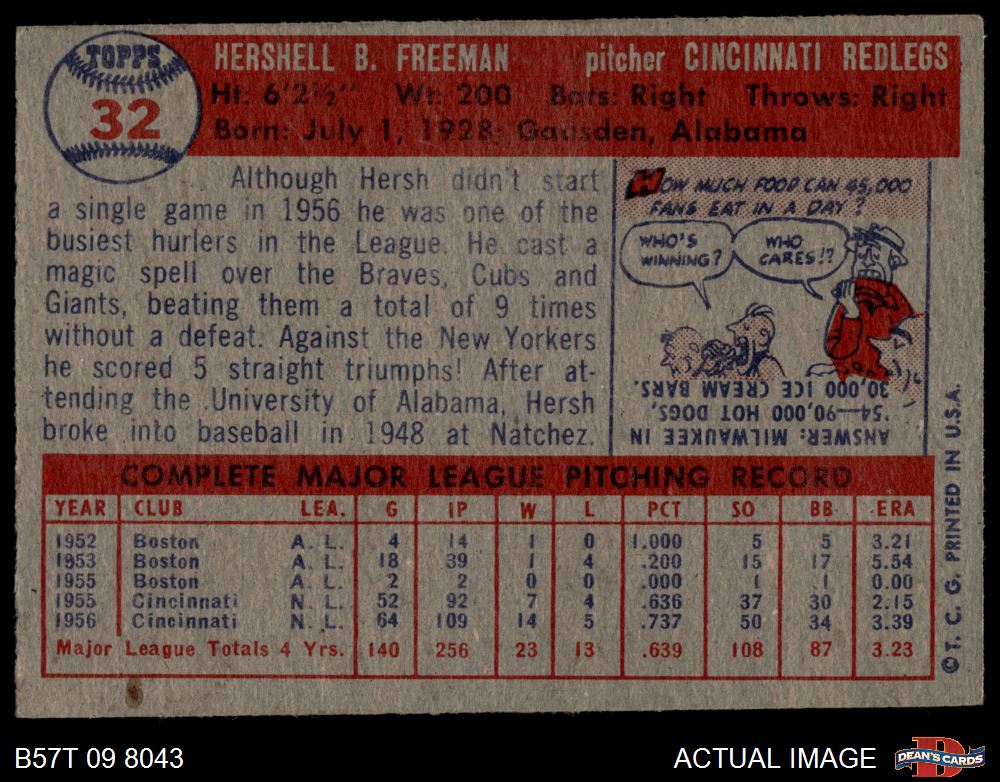 TOPPS
32
HERSHELL B. FREEMAN pitcher CINCINNATI REDLEGS
Ht: 6'2½" Wt: 200 Bats: Right Throws: Right
Born: July 1, 1928; Gadsden, Alabama
Although Hersh didn't start
a single game in 1956 he was one of the
busiest hurlers in the League. He cast a
magic spell over the Braves, Cubs and
Giants, beating them a total of 9 times
without a defeat. Against the New Yorkers
he scored 5 straight triumphs! After at-
tending the University of Alabama, Hersh
broke into baseball in 1948 at Natchez.
HOW MUCH FOOD CAN 45,000
FANS EAT IN A DAY?
WHO'S
WINNING?
WHO
CARES!?
ANSWER: MILWAUKEE IN
'54—90,000 HOT DOGS,
30,000 ICE CREAM BARS.
COMPLETE MAJOR LEAGUE PITCHING RECORD
YEAR CLUB LEA. G IP W L PCT SO BB ERA
1952 Boston A. L. 4 14 1 0 1.000 5 5 3.21
1953 Boston A. L. 18 39 1 4 .200 15 17 5.54
1955 Boston A. L. 2 2 0 0 .000 1 1 0.00
1955 Cincinnati N. L. 52 92 7 4 .636 37 30 2.15
1956 Cincinnati N. L. 64 109 14 5 .737 50 34 3.39
Major League Totals 4 Yrs. 140 256 23 13 .639 108 87 3.23
© T. C. G. PRINTED IN U.S.A.
B57T 09 8043
ACTUAL IMAGE
D
DEAN'S CARDS